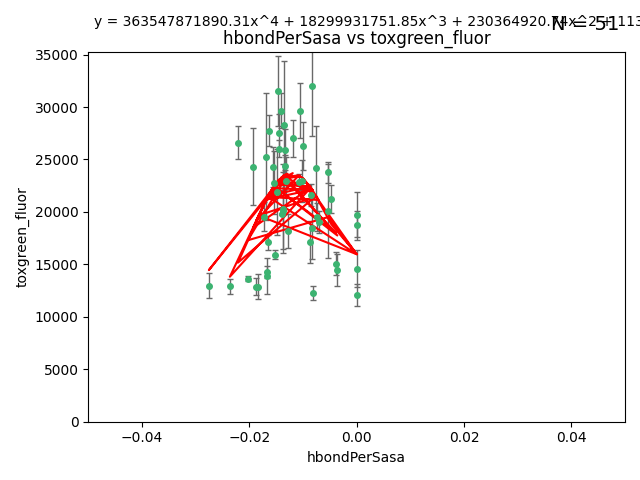 y = 363547871890.31x^4 + 18299931751.85x^3 + 230364920.74x^2 + 113
N = 51
hbondPerSasa vs toxgreen_fluor
35000
30000
25000
20000
15000
10000
5000
0
toxgreen_fluor
−0.04
−0.02
0.00
0.02
0.04
hbondPerSasa